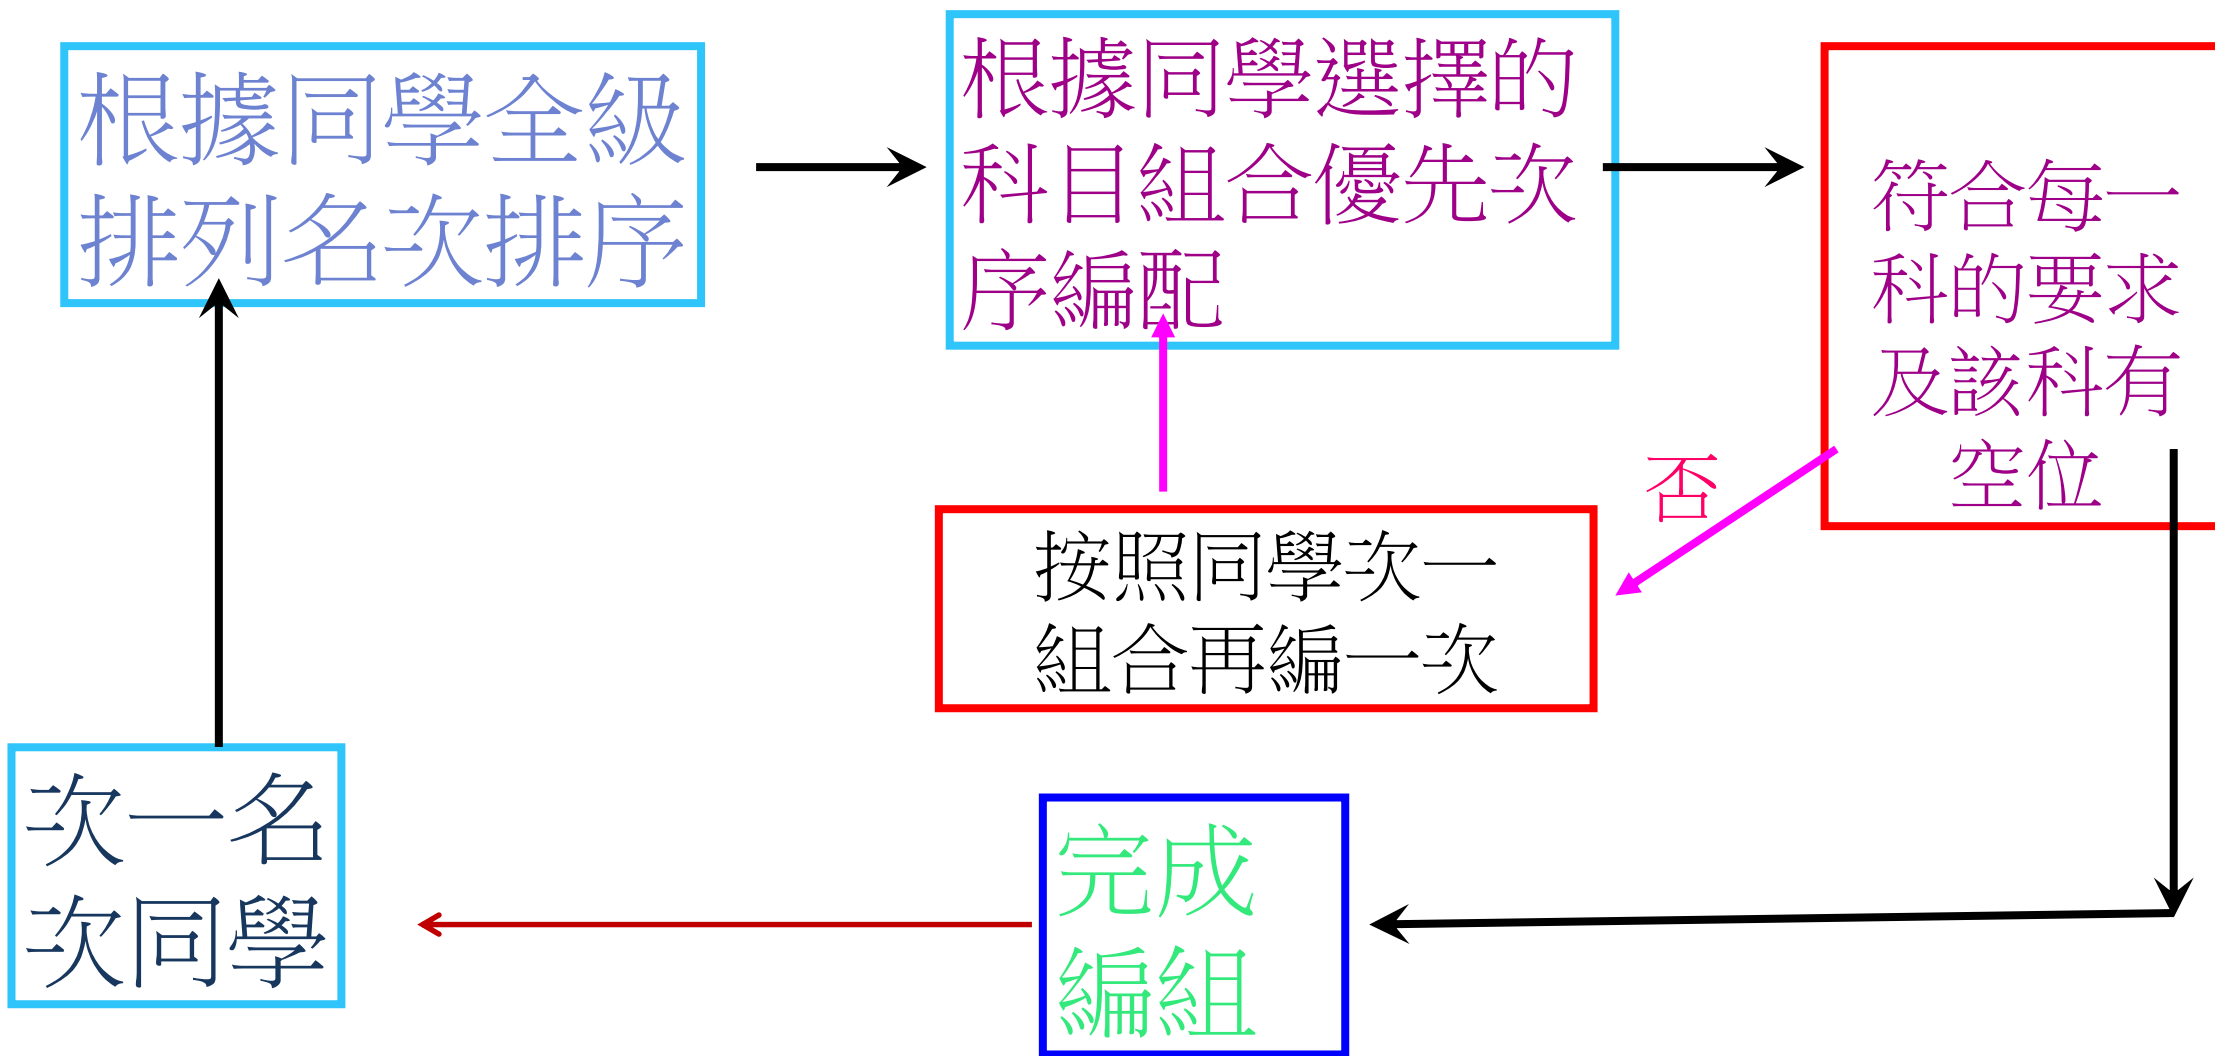 根據同學全級
排列名次排序
根據同學選擇的
科目組合優先次
序編配
符合每一
科的要求
及該科有
空位
否
按照同學次一
組合再編一次
次一名
次同學
完成
編組